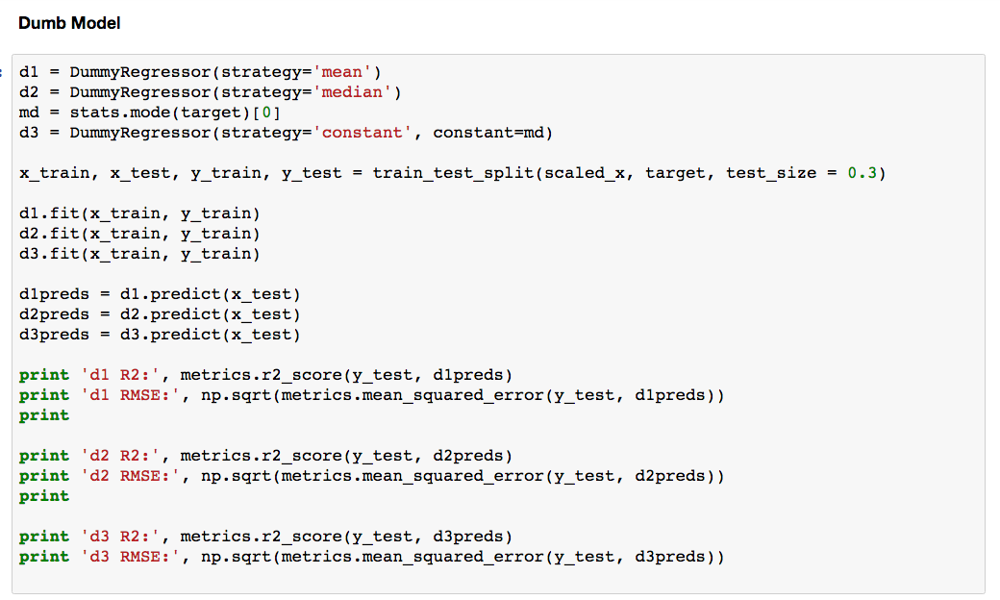 Dumb Model
:
d1 = DummyRegressor(strategy='mean')
d2 = DummyRegressor(strategy='median')
md = stats.mode(target)[0]
d3 = DummyRegressor(strategy='constant', constant=md)
x_train, x_test, y_train, y_test = train_test_split(scaled_x, target, test_size = 0.3)
d1.fit(x_train, y_train)
d2.fit(x_train, y_train)
d3.fit(x_train, y_train)
d1preds = d1.predict(x_test)
d2preds = d2.predict(x_test)
d3preds = d3.predict(x_test)
print 'd1 R2:', metrics.r2_score(y_test, d1preds)
print 'd1 RMSE:', np.sqrt(metrics.mean_squared_error(y_test, d1preds))
print
print 'd2 R2:', metrics.r2_score(y_test, d2preds)
print 'd2 RMSE:', np.sqrt(metrics.mean_squared_error(y_test, d2preds))
print
print 'd3 R2:', metrics.r2_score(y_test, d3preds)
print 'd3 RMSE:', np.sqrt(metrics.mean_squared_error(y_test, d3preds))